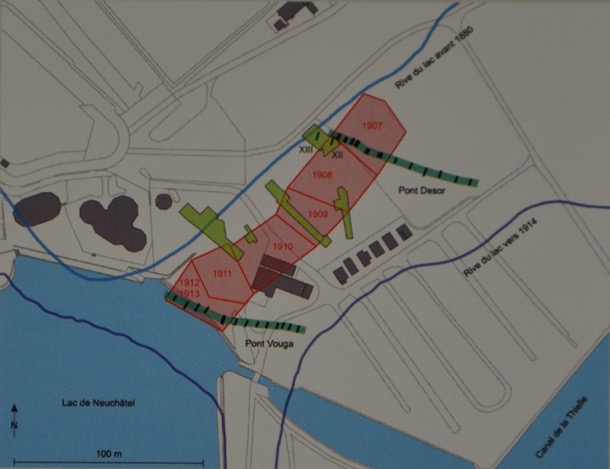 Rive du lac avant 1880
1907
XIII
XII
1908
Pont Desor
1909
1910
Rive du lac vers 1914
1911
1912
1913
Pont Vouga
Lac de Neuchâtel
N
100 m
Canal de la Thielle